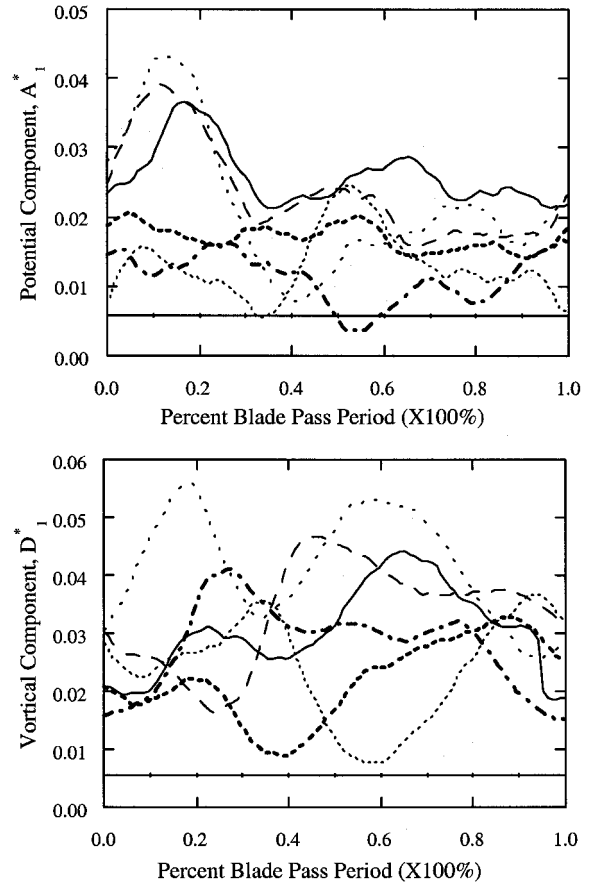 0.05
0.04
0.03
0.02
0.01
0.00
Potential Component, A*1
0.0 0.2 0.4 0.6 0.8 1.0
Percent Blade Pass Period (X100%)
0.06
0.05
0.04
0.03
0.02
0.01
0.00
Vortical Component, D*1
0.0 0.2 0.4 0.6 0.8 1.0
Percent Blade Pass Period (X100%)